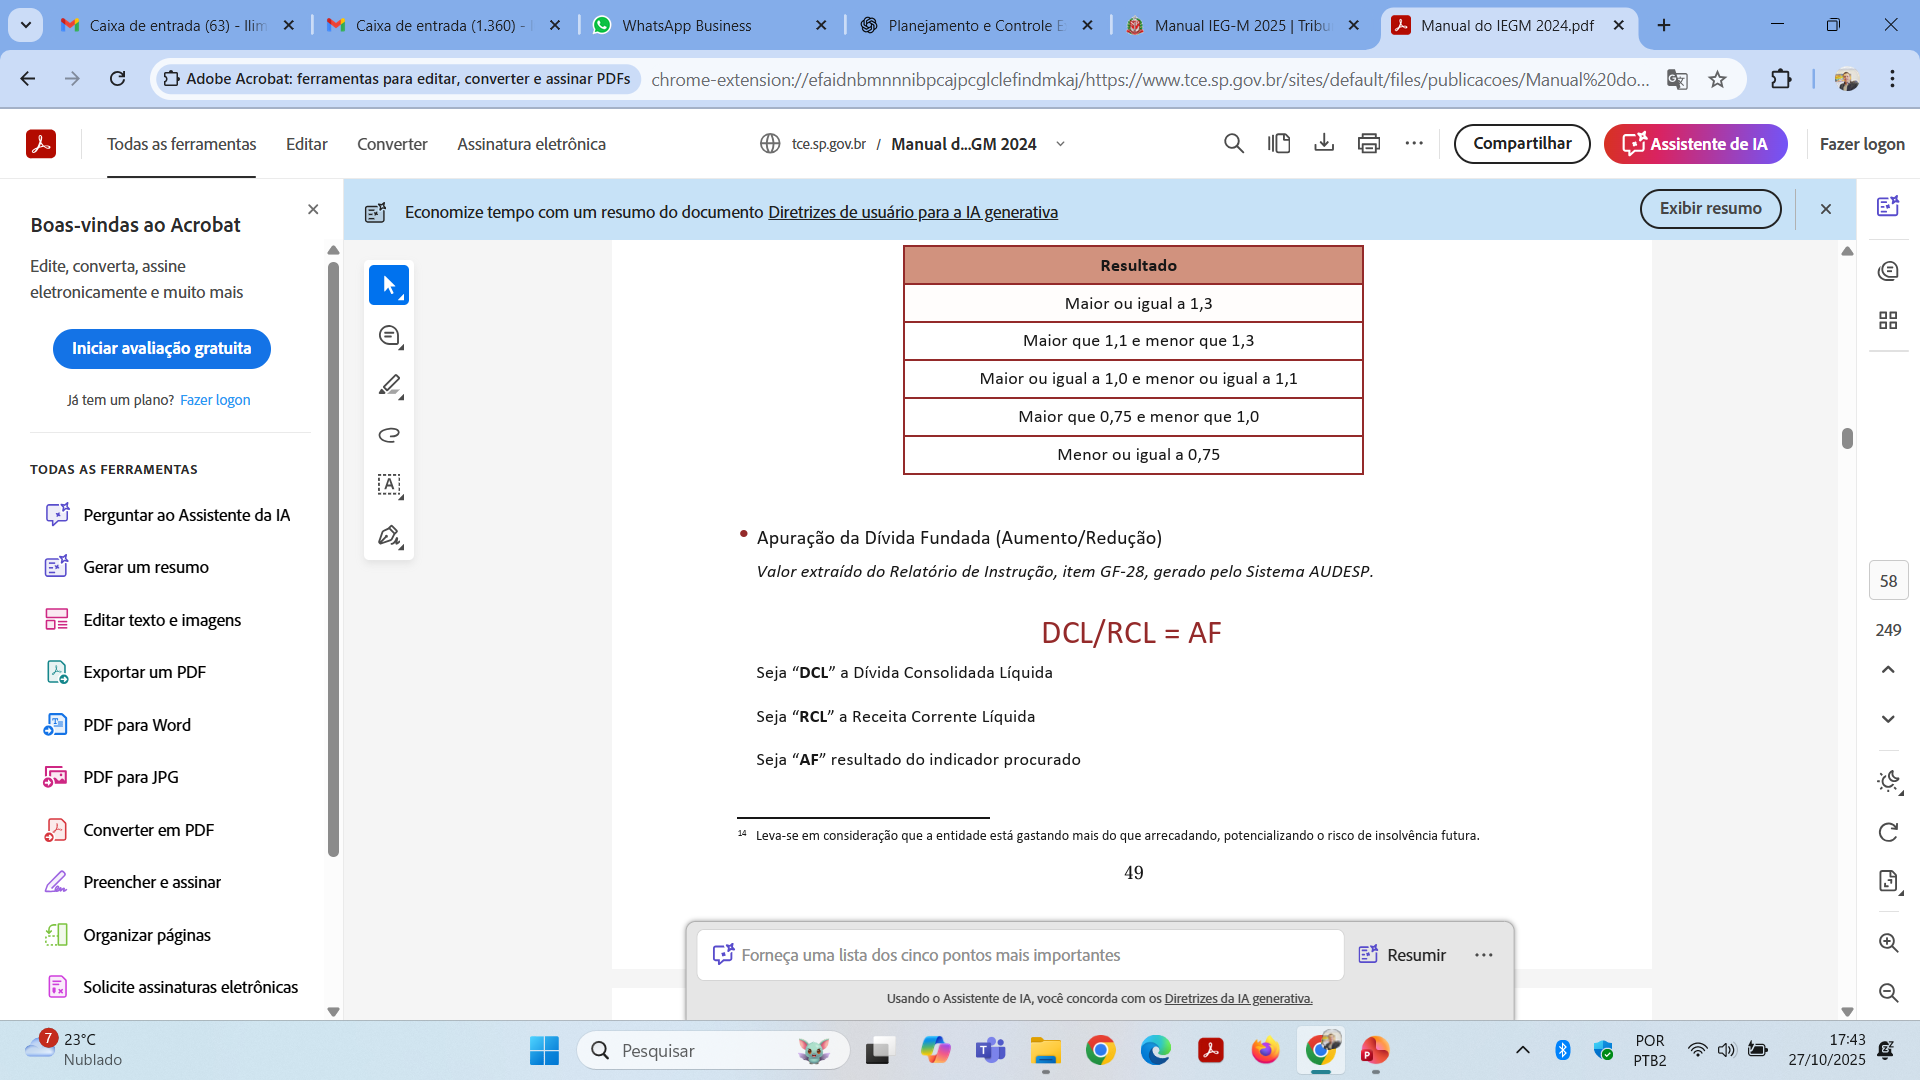 Caixa de entrada (63) - Ilim
Caixa de entrada (1.360) -
WhatsApp Business
Planejamento e Controle E
Manual IEG-M 2025 | Tribu
Manual do IEGM 2024.pdf
Adobe Acrobat: ferramentas para editar, converter e assinar PDFs
chrome-extension://efaidnbmnnnibpcajpcglclefindmkaj/https://www.tce.sp.gov.br/sites/default/files/publicacoes/Manual%20do...
Todas as ferramentas
Editar
Converter
Assinatura eletrônica
tce.sp.gov.br / Manual d...GM 2024
Compartilhar
Assistente de IA
Fazer logon
Boas-vindas ao Acrobat
Edite, converta, assine
eletronicamente e muito mais
Iniciar avaliação gratuita
Já tem um plano? Fazer logon
TODAS AS FERRAMENTAS
Perguntar ao Assistente da IA
Gerar um resumo
Editar texto e imagens
Exportar um PDF
PDF para Word
PDF para JPG
Converter em PDF
Preencher e assinar
Organizar páginas
Solicite assinaturas eletrônicas
Economize tempo com um resumo do documento Diretrizes de usuário para a IA generativa
Exibir resumo
Resultado
Maior ou igual a 1,3
Maior que 1,1 e menor que 1,3
Maior ou igual a 1,0 e menor ou igual a 1,1
Maior que 0,75 e menor que 1,0
Menor ou igual a 0,75
• Apuração da Dívida Fundada (Aumento/Redução)
Valor extraído do Relatório de Instrução, item GF-28, gerado pelo Sistema AUDESP.
DCL/RCL = AF
Seja “DCL” a Dívida Consolidada Líquida
Seja “RCL” a Receita Corrente Líquida
Seja “AF” resultado do indicador procurado
14 Leva-se em consideração que a entidade está gastando mais do que arrecadando, potencializando o risco de insolvência futura.
49
Forneça uma lista dos cinco pontos mais importantes
Resumir
Usando o Assistente de IA, você concorda com os Diretrizes da IA generativa.
58
249
7
23°C
Nublado
Pesquisar
POR
PTB2
17:43
27/10/2025